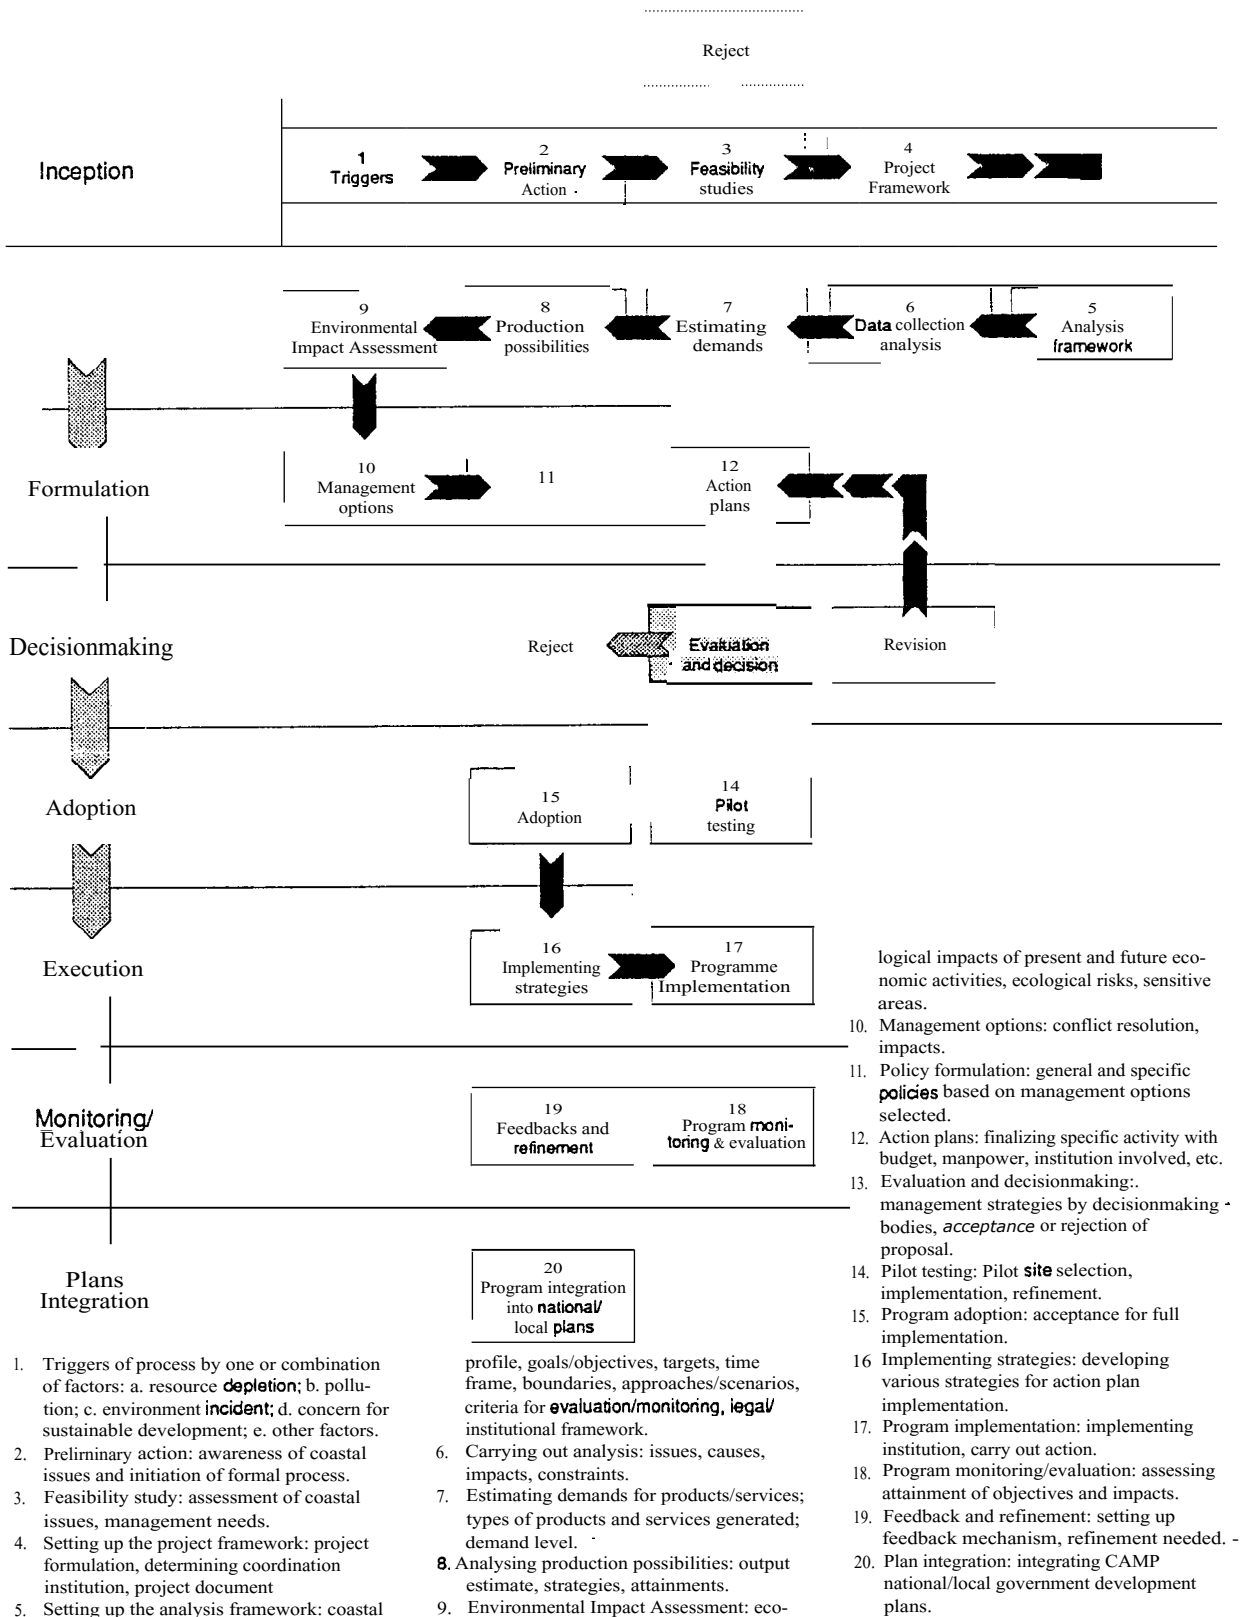 Reject
Inception
1
Triggers
2
Preliminary
Action
3
Feasibility
studies
4
Project
Framework
9
Environmental
Impact Assessment
8
Production
possibilities
7
Estimating
demands
6
Data collection
analysis
5
Analysis
framework
Formulation
10
Management
options
11
12
Action
plans
Decisionmaking
Reject
Evaluation
and decision
Revision
Adoption
15
Adoption
14
Pilot
testing
Execution
16
Implementing
strategies
17
Programme
Implementation
Monitoring/
Evaluation
19
Feedbacks and
refinement
18
Program moni-
toring & evaluation
Plans
Integration
20
Program integration
into national/
local plans
1. Triggers of process by one or combination
of factors: a. resource depletion; b. pollu-
tion; c. environment incident; d. concern for
sustainable development; e. other factors.
2. Prelirminary action: awareness of coastal
issues and initiation of formal process.
3. Feasibility study: assessment of coastal
issues, management needs.
4. Setting up the project framework: project
formulation, determining coordination
institution, project document
5. Setting up the analysis framework: coastal
profile, goals/objectives, targets, time
frame, boundaries, approaches/scenarios,
criteria for evaluation/monitoring, legal/
institutional framework.
6. Carrying out analysis: issues, causes,
impacts, constraints.
7. Estimating demands for products/services;
types of products and services generated;
demand level.
8. Analysing production possibilities: output
estimate, strategies, attainments.
9. Environmental Impact Assessment: eco-
logical impacts of present and future eco-
nomic activities, ecological risks, sensitive
areas.
10. Management options: conflict resolution,
impacts.
11. Policy formulation: general and specific
policies based on management options
selected.
12. Action plans: finalizing specific activity with
budget, manpower, institution involved, etc.
13. Evaluation and decisionmaking:.
management strategies by decisionmaking -
bodies, acceptance or rejection of
proposal.
14. Pilot testing: Pilot site selection,
implementation, refinement.
15. Program adoption: acceptance for full
implementation.
16 Implementing strategies: developing
various strategies for action plan
implementation.
17. Program implementation: implementing
institution, carry out action.
18. Program monitoring/evaluation: assessing
attainment of objectives and impacts.
19. Feedback and refinement: setting up
feedback mechanism, refinement needed. -
20. Plan integration: integrating CAMP
national/local government development
plans.